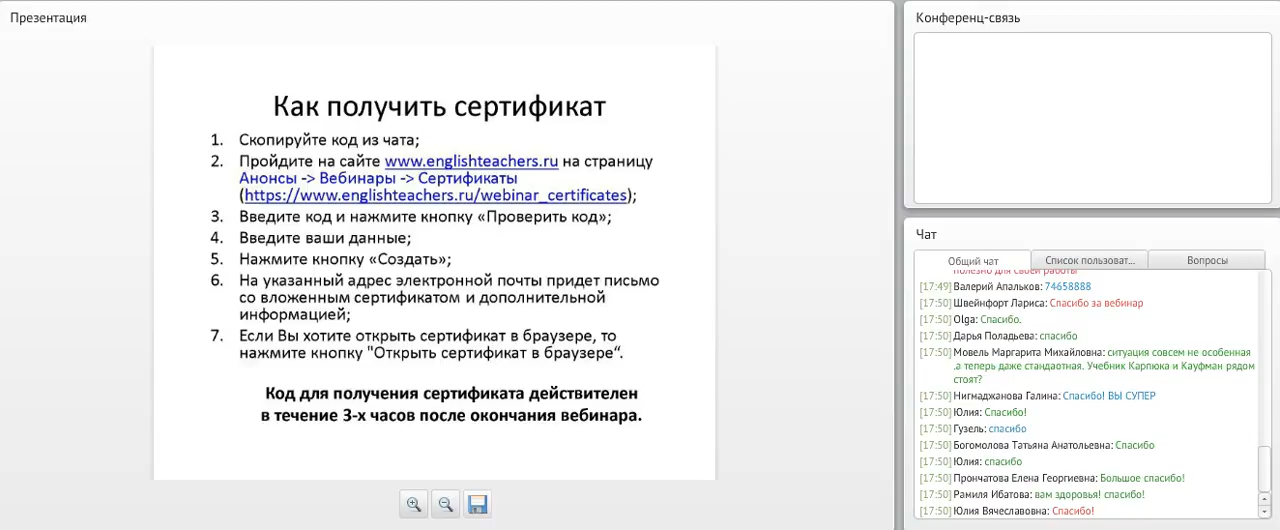 Презентация
Как получить сертификат
1. Скопируйте код из чата;
2. Пройдите на сайте www.englishteachers.ru на страницу
Анонсы -> Вебинары -> Сертификаты
(https://www.englishteachers.ru/webinar_certificates);
3. Введите код и нажмите кнопку «Проверить код»;
4. Введите ваши данные;
5. Нажмите кнопку «Создать»;
6. На указанный адрес электронной почты придет письмо
со вложенным сертификатом и дополнительной
информацией;
7. Если Вы хотите открыть сертификат в браузере, то
нажмите кнопку "Открыть сертификат в браузере“.
Код для получения сертификата действителен
в течение 3-х часов после окончания вебинара.
Конференц-связь
Чат
Общий чат
Список пользоват...
Вопросы
полезно для своей работы
[17:49] Валерий Апальков: 74658888
[17:50] Швейнфорт Лариса: Спасибо за вебинар
[17:50] Olga: Спасибо.
[17:50] Дарья Поладьева: спасибо
[17:50] Мовель Маргарита Михайловна: ситуация совсем не особенная
.а теперь даже стандаотная. Учебник Карпюка и Кауфман рядом
стоят?
[17:50] Нигмаджанова Галина: Спасибо! ВЫ СУПЕР
[17:50] Юлия: Спасибо!
[17:50] Гузель: спасибо
[17:50] Богомолова Татьяна Анатольевна: Спасибо
[17:50] Юлия: спасибо
[17:50] Прончатова Елена Георгиевна: Большое спасибо!
[17:50] Рамиля Ибатова: вам здоровья! спасибо!
[17:50] Юлия Вячеславовна: Спасибо!